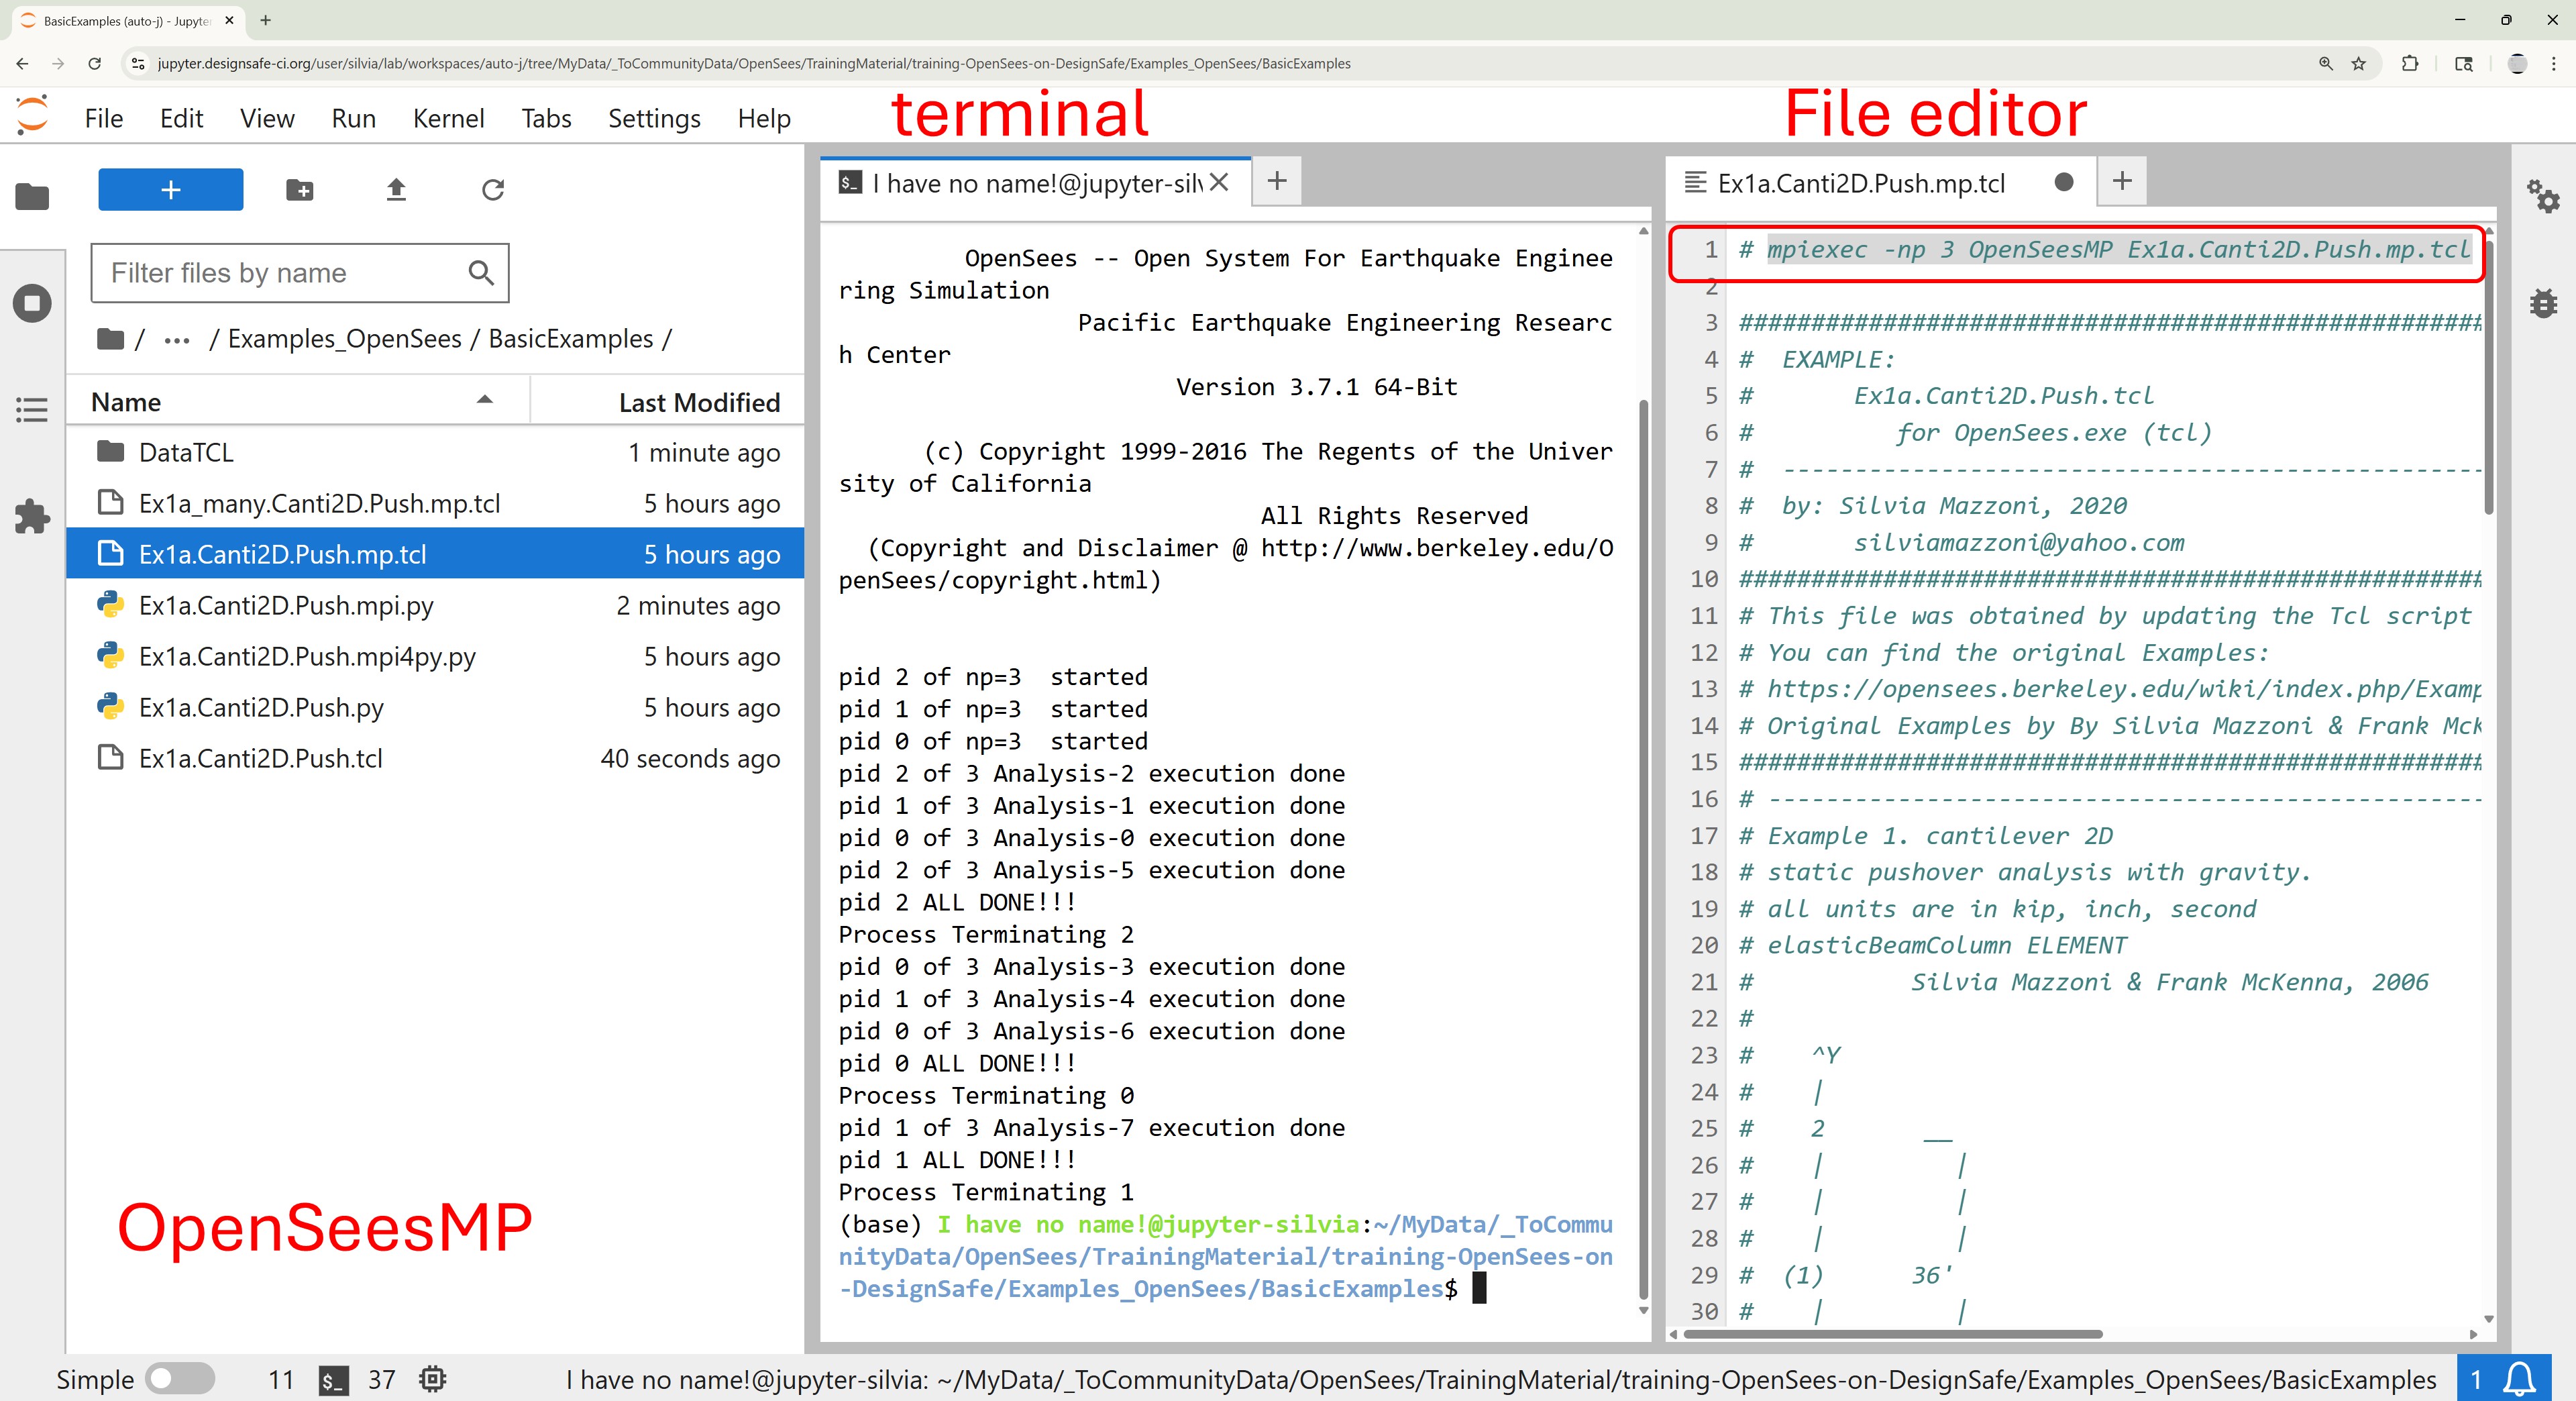 BasicExamples (auto-j) - Jupyte
jupyter.designsafe-ci.org/user/silvia/lab/workspaces/auto-j/tree/MyData/_ToCommunityData/OpenSees/TrainingMaterial/training-OpenSees-on-DesignSafe/Examples_OpenSees/BasicExamples
File Edit View Run Kernel Tabs Settings Help
terminal
File editor
Filter files by name
/ ... / Examples_OpenSees / BasicExamples /
Name Last Modified
DataTCL 1 minute ago
Ex1a_many.Canti2D.Push.mp.tcl 5 hours ago
Ex1a.Canti2D.Push.mp.tcl 5 hours ago
Ex1a.Canti2D.Push.mpi.py 2 minutes ago
Ex1a.Canti2D.Push.mpi4py.py 5 hours ago
Ex1a.Canti2D.Push.py 5 hours ago
Ex1a.Canti2D.Push.tcl 40 seconds ago
OpenSeesMP
$_ I have no name!@jupyter-silv
OpenSees -- Open System For Earthquake Enginee
ring Simulation
Pacific Earthquake Engineering Researc
h Center
Version 3.7.1 64-Bit
(c) Copyright 1999-2016 The Regents of the Univer
sity of California
All Rights Reserved
(Copyright and Disclaimer @ http://www.berkeley.edu/O
penSees/copyright.html)
pid 2 of np=3  started
pid 1 of np=3  started
pid 0 of np=3  started
pid 2 of 3 Analysis-2 execution done
pid 1 of 3 Analysis-1 execution done
pid 0 of 3 Analysis-0 execution done
pid 2 of 3 Analysis-5 execution done
pid 2 ALL DONE!!!
Process Terminating 2
pid 0 of 3 Analysis-3 execution done
pid 1 of 3 Analysis-4 execution done
pid 0 of 3 Analysis-6 execution done
pid 0 ALL DONE!!!
Process Terminating 0
pid 1 of 3 Analysis-7 execution done
pid 1 ALL DONE!!!
Process Terminating 1
(base) I have no name!@jupyter-silvia:~/MyData/_ToCommu
nityData/OpenSees/TrainingMaterial/training-OpenSees-on
-DesignSafe/Examples_OpenSees/BasicExamples$
Ex1a.Canti2D.Push.mp.tcl
1 # mpiexec -np 3 OpenSeesMP Ex1a.Canti2D.Push.mp.tcl
2
3 ####################################################
4 #  EXAMPLE:
5 #       Ex1a.Canti2D.Push.tcl
6 #          for OpenSees.exe (tcl)
7 #  -------------------------------------------------
8 #  by: Silvia Mazzoni, 2020
9 #       silviamazzoni@yahoo.com
10 ####################################################
11 # This file was obtained by updating the Tcl script
12 # You can find the original Examples:
13 # https://opensees.berkeley.edu/wiki/index.php/Examp
14 # Original Examples by By Silvia Mazzoni & Frank McK
15 ####################################################
16 # --------------------------------------------------
17 # Example 1. cantilever 2D
18 # static pushover analysis with gravity.
19 # all units are in kip, inch, second
20 # elasticBeamColumn ELEMENT
21 #           Silvia Mazzoni & Frank McKenna, 2006
22 #
23 #    ^Y
24 #    |
25 #    2       __
26 #    |         |
27 #    |         |
28 #    |         |
29 #  (1)      36'
30 #    |         |
Simple 11 $_ 37 I have no name!@jupyter-silvia: ~/MyData/_ToCommunityData/OpenSees/TrainingMaterial/training-OpenSees-on-DesignSafe/Examples_OpenSees/BasicExamples 1